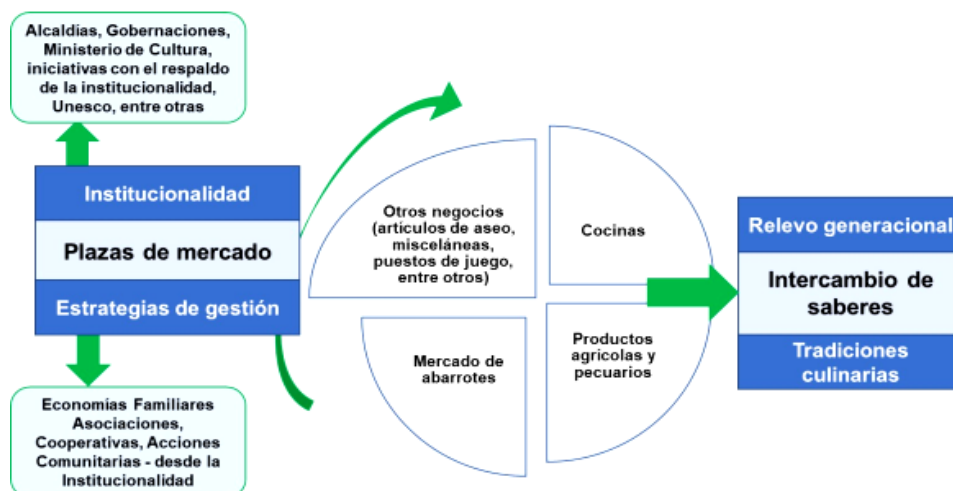 Alcaldías, Gobernaciones,
Ministerio de Cultura,
iniciativas con el respaldo
de la institucionalidad,
Unesco, entre otras
Institucionalidad
Plazas de mercado
Estrategias de gestión
Economías Familiares
Asociaciones,
Cooperativas, Acciones
Comunitarias - desde la
Institucionalidad
Otros negocios
(artículos de aseo,
misceláneas,
puestos de juego,
entre otros)
Cocinas
Mercado de
abarrotes
Productos
agrícolas y
pecuarios
Relevo generacional
Intercambio de
saberes
Tradiciones
culinarias